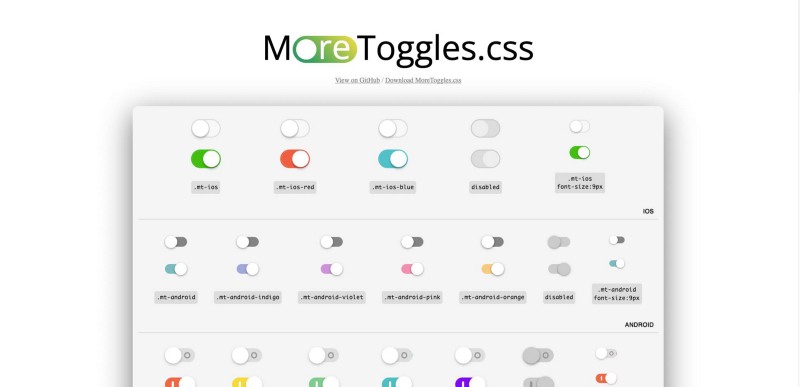 MoreToggles.css
View on GitHub / Download MoreToggles.css
.mt-ios
.mt-ios-red
.mt-ios-blue
disabled
.mt-ios
font-size:9px
IOS
.mt-android
.mt-android-indigo
.mt-android-violet
.mt-android-pink
.mt-android-orange
disabled
.mt-android
font-size:9px
ANDROID